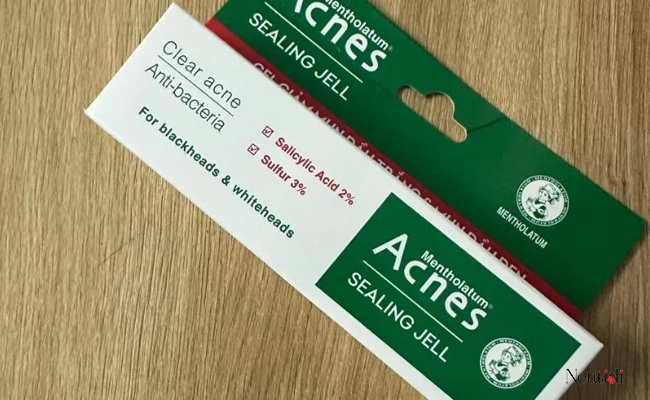 Mentholatum
Acnes
SEALING JELL
MENTHOLATUM
Clear acne
Anti-bacteria
For blackheads & whiteheads
Salicylic Acid 2%
Sulfur 3%
Mentholatum
Acnes
SEALING JELL